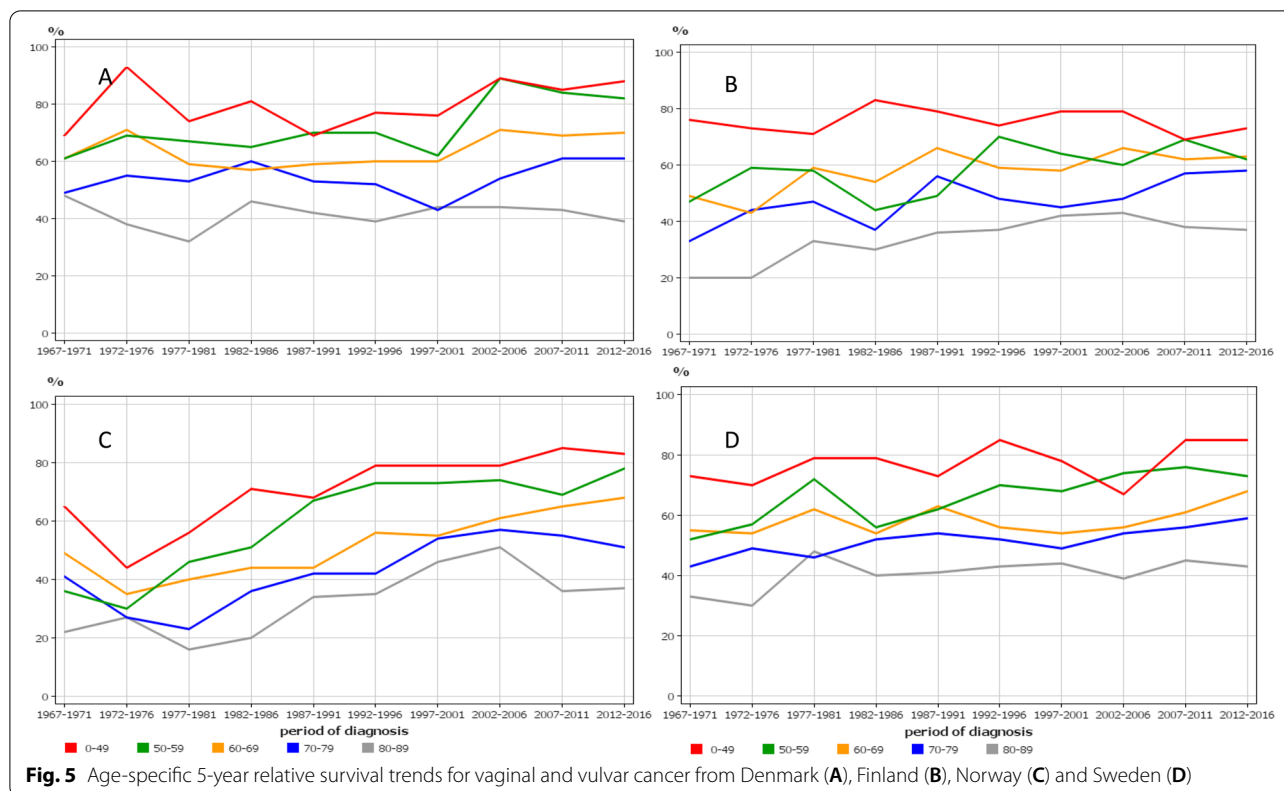 %
100
80
60
40
20
0
A
1967-1971 1972-1976 1977-1981 1982-1986 1987-1991 1992-1996 1997-2001 2002-2006 2007-2011 2012-2016
%
100
80
60
40
20
0
B
1967-1971 1972-1976 1977-1981 1982-1986 1987-1991 1992-1996 1997-2001 2002-2006 2007-2011 2012-2016
%
100
80
60
40
20
0
C
1967-1971 1972-1976 1977-1981 1982-1986 1987-1991 1992-1996 1997-2001 2002-2006 2007-2011 2012-2016
period of diagnosis
0-49 50-59 60-69 70-79 80-89
%
100
80
60
40
20
0
D
1967-1971 1972-1976 1977-1981 1982-1986 1987-1991 1992-1996 1997-2001 2002-2006 2007-2011 2012-2016
period of diagnosis
0-49 50-59 60-69 70-79 80-89
Fig. 5 Age-specific 5-year relative survival trends for vaginal and vulvar cancer from Denmark (A), Finland (B), Norway (C) and Sweden (D)